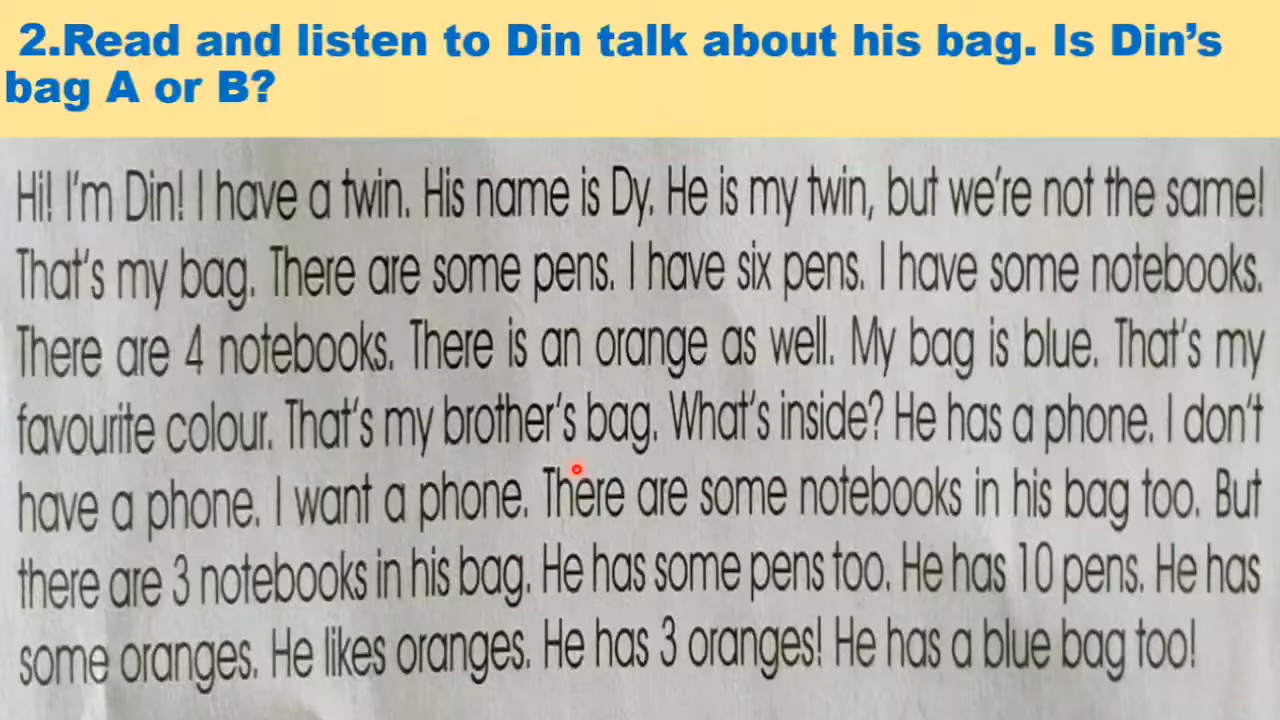 2.Read and listen to Din talk about his bag. Is Din’s
bag A or B?
Hi! I'm Din! I have a twin. His name is Dy. He is my twin, but we're not the same!
That's my bag. There are some pens. I have six pens. I have some notebooks.
There are 4 notebooks. There is an orange as well. My bag is blue. That's my
favourite colour. That's my brother's bag. What's inside? He has a phone. I don't
have a phone. I want a phone. There are some notebooks in his bag too. But
there are 3 notebooks in his bag. He has some pens too. He has 10 pens. He has
some oranges. He likes oranges. He has 3 oranges! He has a blue bag too!